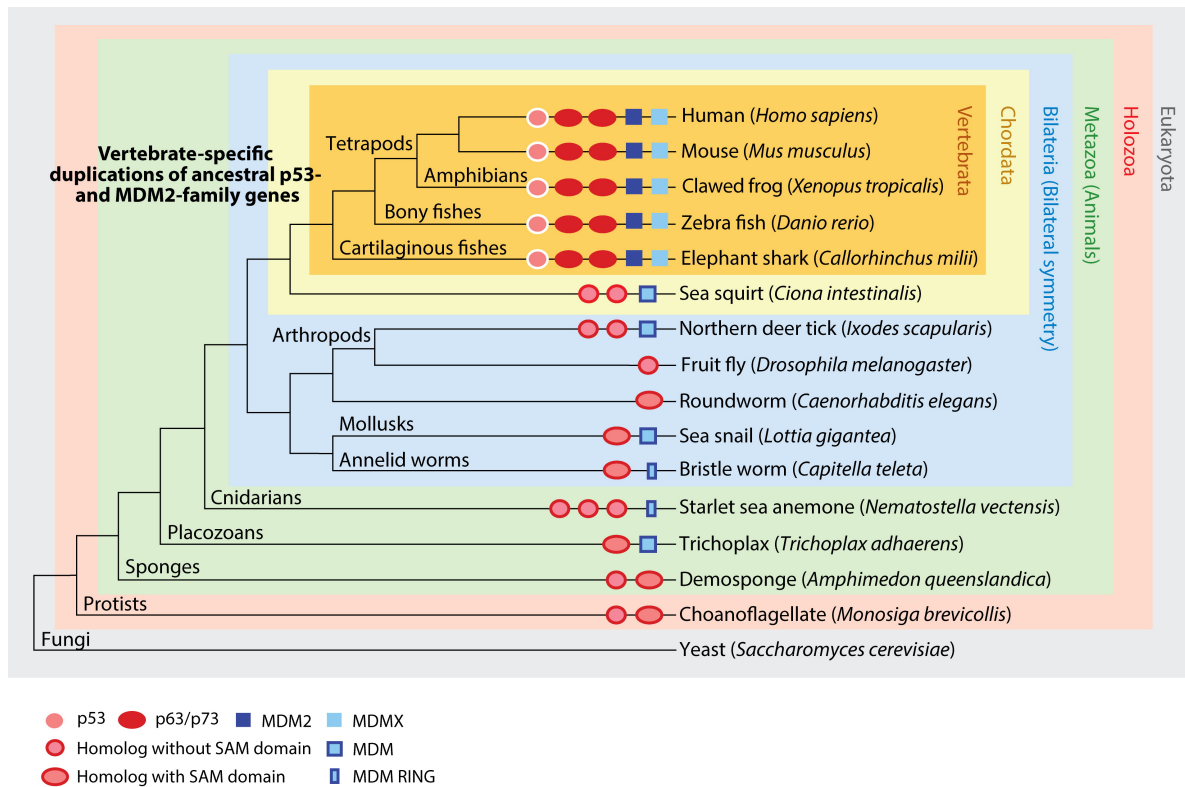 Vertebrate-specific
duplications of ancestral p53-
and MDM2-family genes
Tetrapods
Amphibians
Bony fishes
Cartilaginous fishes
Arthropods
Mollusks
Annelid worms
Cnidarians
Placozoans
Sponges
Protists
Fungi
Human (Homo sapiens)
Mouse (Mus musculus)
Clawed frog (Xenopus tropicalis)
Zebra fish (Danio rerio)
Elephant shark (Callorhinchus milii)
Sea squirt (Ciona intestinalis)
Northern deer tick (Ixodes scapularis)
Fruit fly (Drosophila melanogaster)
Roundworm (Caenorhabditis elegans)
Sea snail (Lottia gigantea)
Bristle worm (Capitella teleta)
Starlet sea anemone (Nematostella vectensis)
Trichoplax (Trichoplax adhaerens)
Demosponge (Amphimedon queenslandica)
Choanoflagellate (Monosiga brevicollis)
Yeast (Saccharomyces cerevisiae)
Vertebrata
Chordata
Bilateria (Bilateral symmetry)
Metazoa (Animals)
Holozoa
Eukaryota
p53
p63/p73
MDM2
MDMX
Homolog without SAM domain
MDM
Homolog with SAM domain
MDM RING